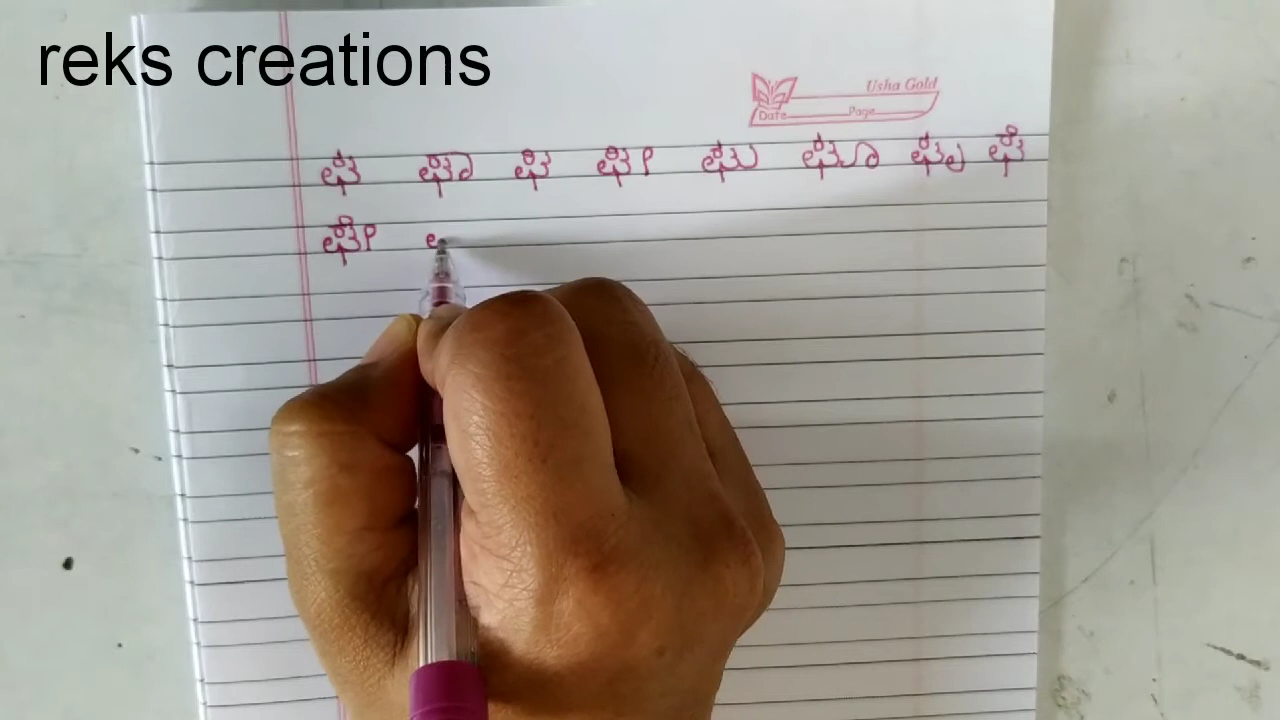 reks creations
Usha Gold
Date Page
ಛ ಛಾ ಛಿ ಛೀ ಛು ಛೂ ಛೃ ಛೆ
ಛೇ